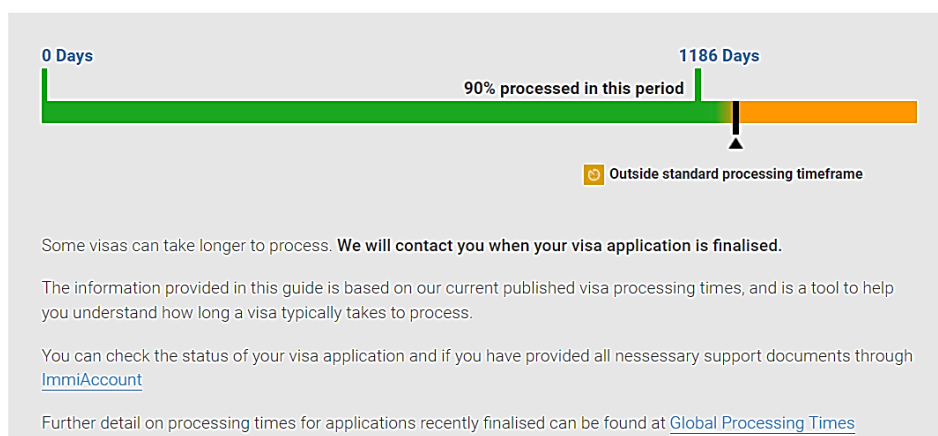 0 Days
1186 Days
90% processed in this period
Outside standard processing timeframe
Some visas can take longer to process. We will contact you when your visa application is finalised.
The information provided in this guide is based on our current published visa processing times, and is a tool to help
you understand how long a visa typically takes to process.
You can check the status of your visa application and if you have provided all nessessary support documents through
ImmiAccount
Further detail on processing times for applications recently finalised can be found at Global Processing Times